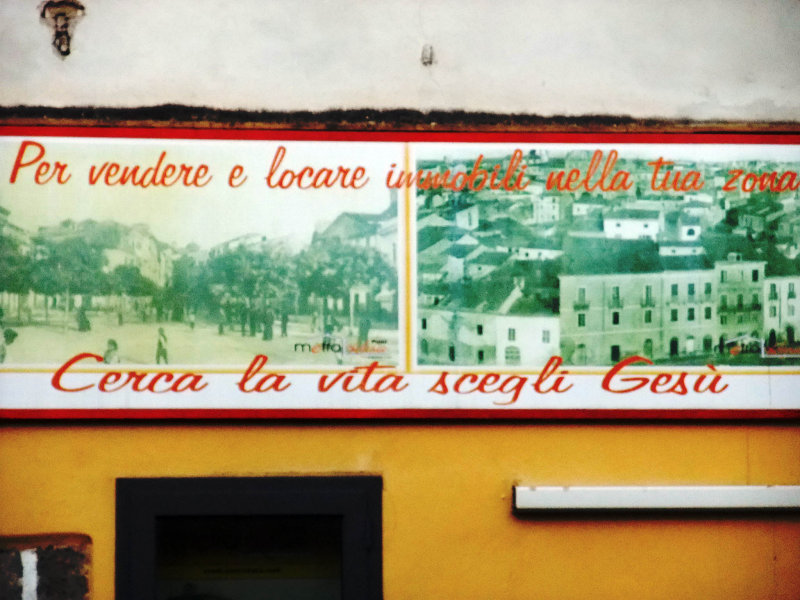 Per vendere e locare immobili nella tua zona
Cerca la vita scegli Gesù